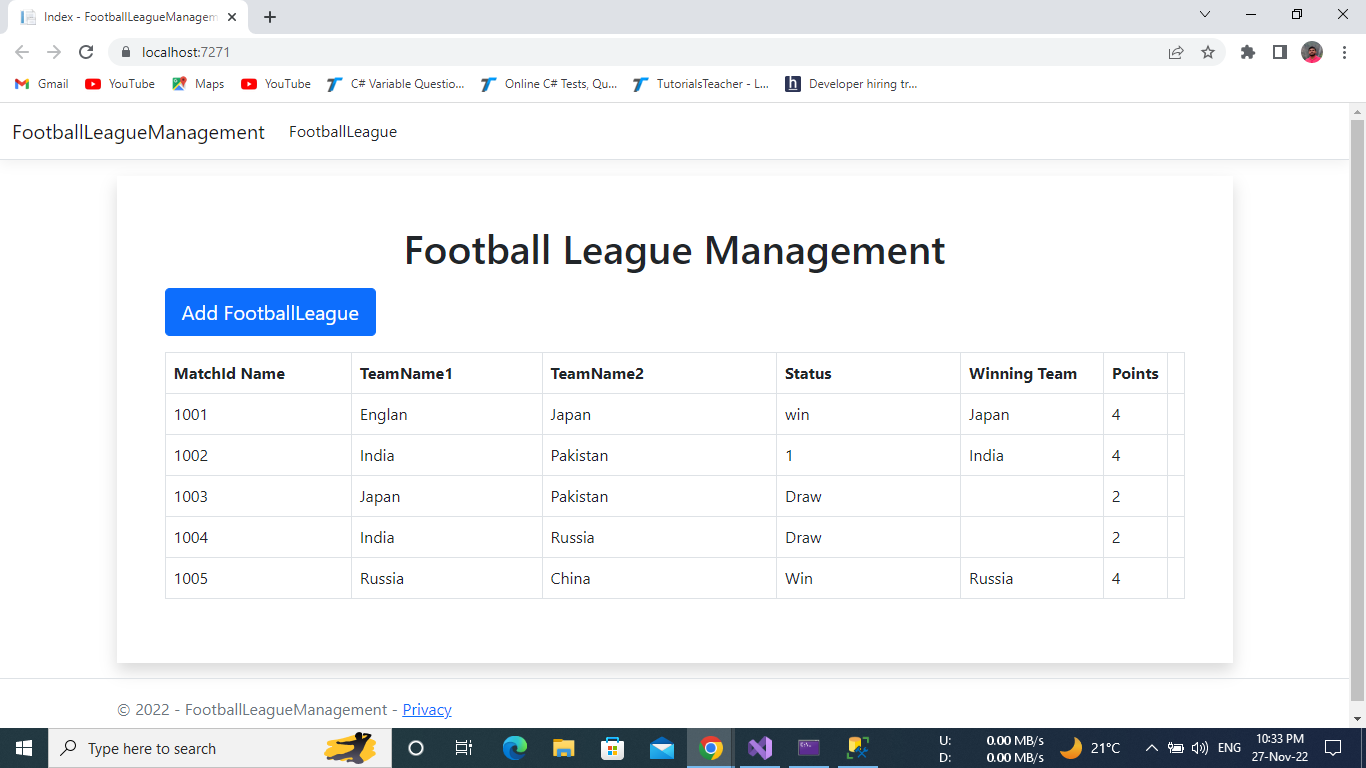 Index - FootballLeagueManagem
localhost:7271
Gmail YouTube Maps YouTube C# Variable Questio... Online C# Tests, Qu... TutorialsTeacher - L... Developer hiring tr...
FootballLeagueManagement FootballLeague
Football League Management
Add FootballLeague
MatchId Name TeamName1 TeamName2 Status Winning Team Points
1001 Englan Japan win Japan 4
1002 India Pakistan 1 India 4
1003 Japan Pakistan Draw 2
1004 India Russia Draw 2
1005 Russia China Win Russia 4
© 2022 - FootballLeagueManagement - Privacy
Type here to search
U: 0.00 MB/s
D: 0.00 MB/s
21°C
ENG
10:33 PM
27-Nov-22